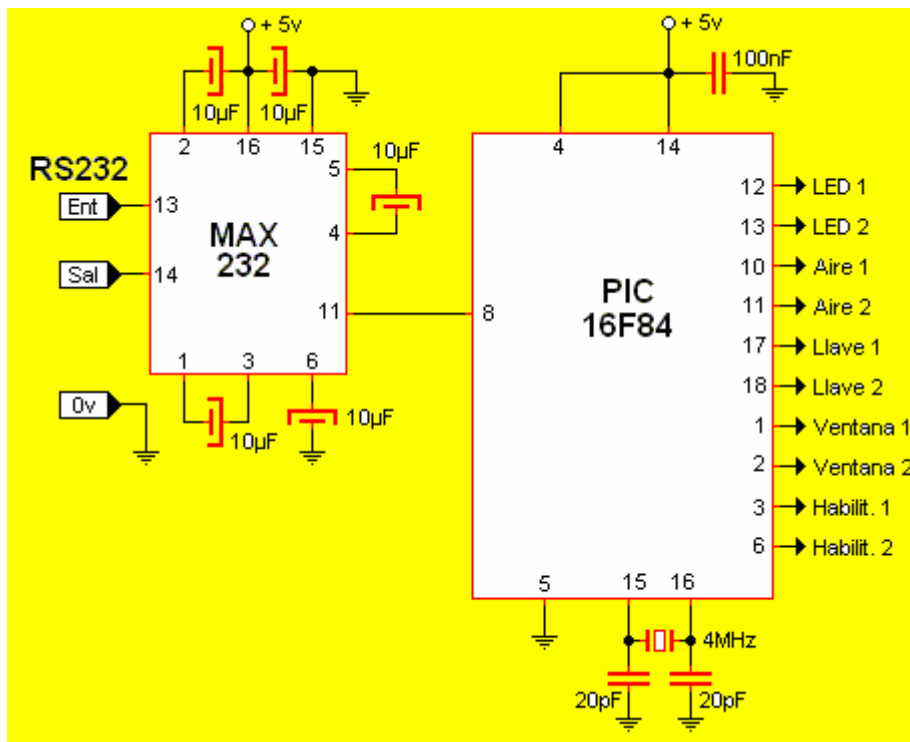 + 5v
10µF
10µF
2 16 15
RS232
Ent
13
Sal
14
MAX
232
5
4
10µF
11
1 3 6
0v
10µF
10µF
+ 5v
100nF
4 14
PIC
16F84
8
12 LED 1
13 LED 2
10 Aire 1
11 Aire 2
17 Llave 1
18 Llave 2
1 Ventana 1
2 Ventana 2
3 Habilit. 1
6 Habilit. 2
5 15 16
4MHz
20pF
20pF